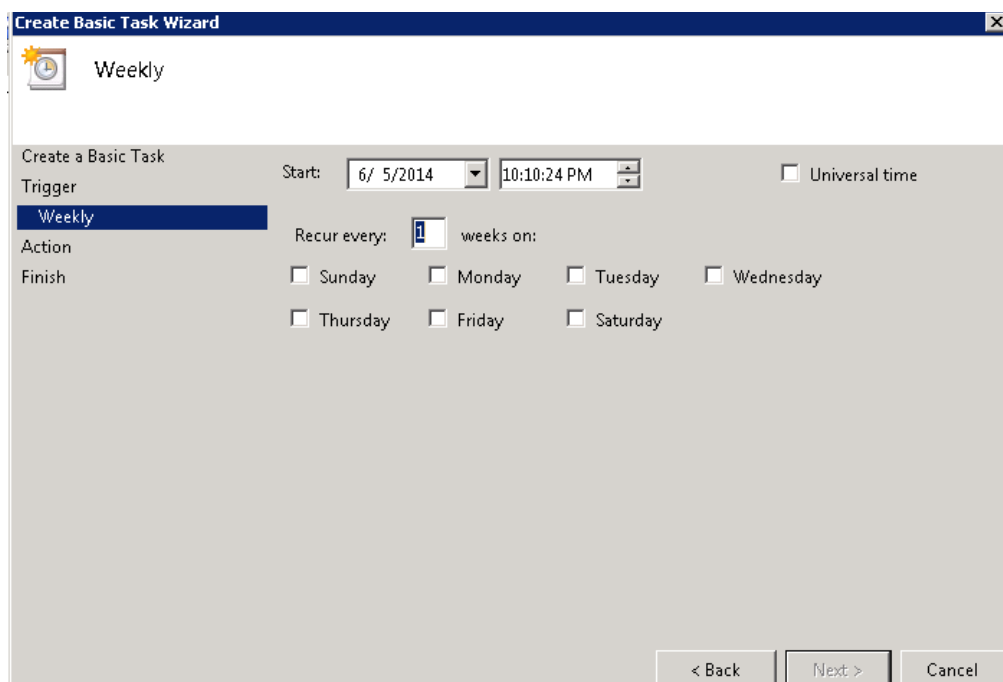 Create Basic Task Wizard
Weekly
Create a Basic Task
Trigger
Weekly
Action
Finish
Start: 6/ 5/2014 10:10:24 PM Universal time
Recur every: 1 weeks on:
Sunday Monday Tuesday Wednesday
Thursday Friday Saturday
< Back Next > Cancel